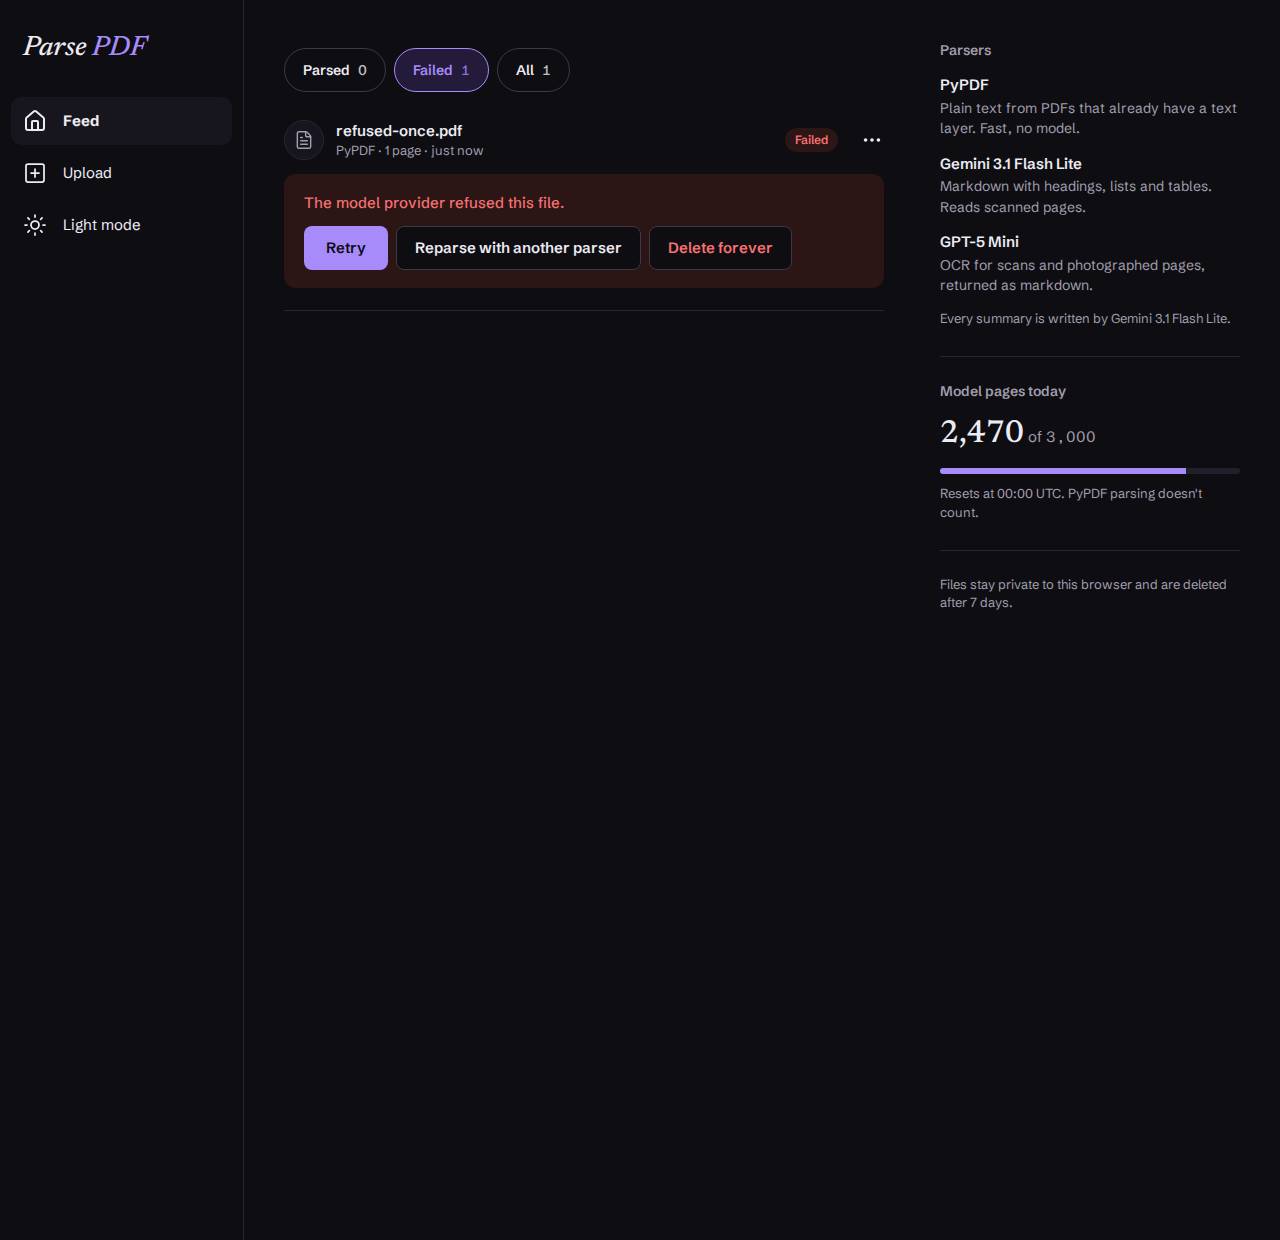 Parse PDF
Feed
Upload
Light mode
Parsed 0
Failed 1
All 1
refused-once.pdf
PyPDF · 1 page · just now
Failed
The model provider refused this file.
Retry
Reparse with another parser
Delete forever
Parsers
PyPDF
Plain text from PDFs that already have a text
layer. Fast, no model.
Gemini 3.1 Flash Lite
Markdown with headings, lists and tables.
Reads scanned pages.
GPT-5 Mini
OCR for scans and photographed pages,
returned as markdown.
Every summary is written by Gemini 3.1 Flash Lite.
Model pages today
2,470 of 3,000
Resets at 00:00 UTC. PyPDF parsing doesn't
count.
Files stay private to this browser and are deleted
after 7 days.